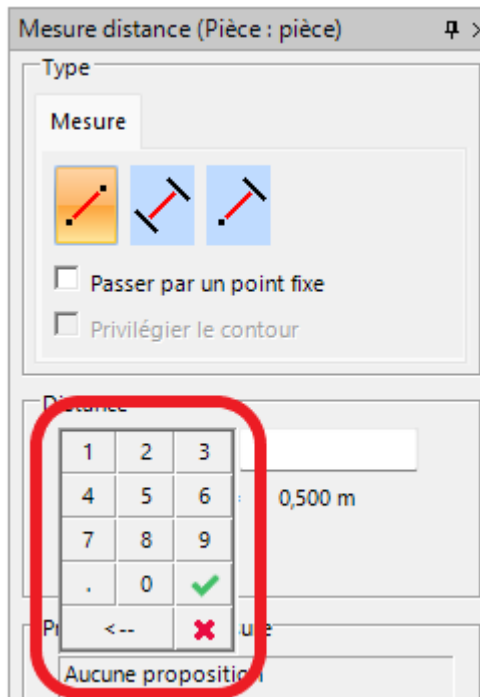 Mesure distance (Pièce : pièce)
Type
Mesure
Passer par un point fixe
Privilégier le contour
1 2 3
4 5 6 0,500 m
7 8 9
. 0
<--
Aucune proposition